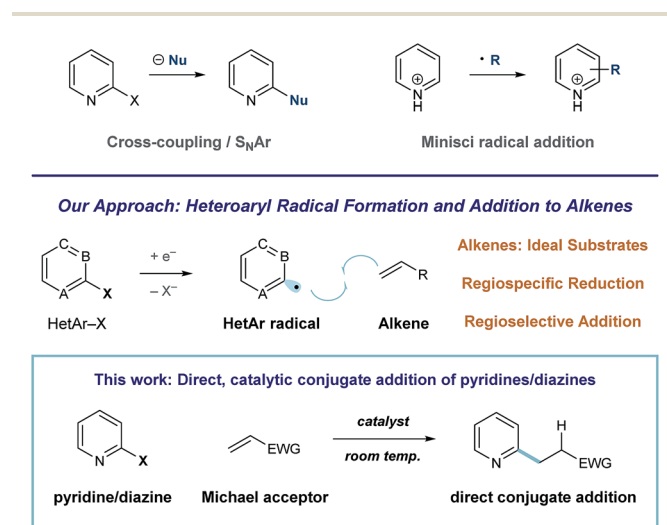 ⊖ Nu
N X N Nu
Cross-coupling / SNAr
• R
⊕ N H ⊕ N H R
Minisci radical addition
Our Approach: Heteroaryl Radical Formation and Addition to Alkenes
C B A X
+ e⁻
– X⁻
C B A •
R
HetAr–X
HetAr radical
Alkene
Alkenes: Ideal Substrates
Regiospecific Reduction
Regioselective Addition
This work: Direct, catalytic conjugate addition of pyridines/diazines
N X
EWG
catalyst
room temp.
N H EWG
pyridine/diazine
Michael acceptor
direct conjugate addition